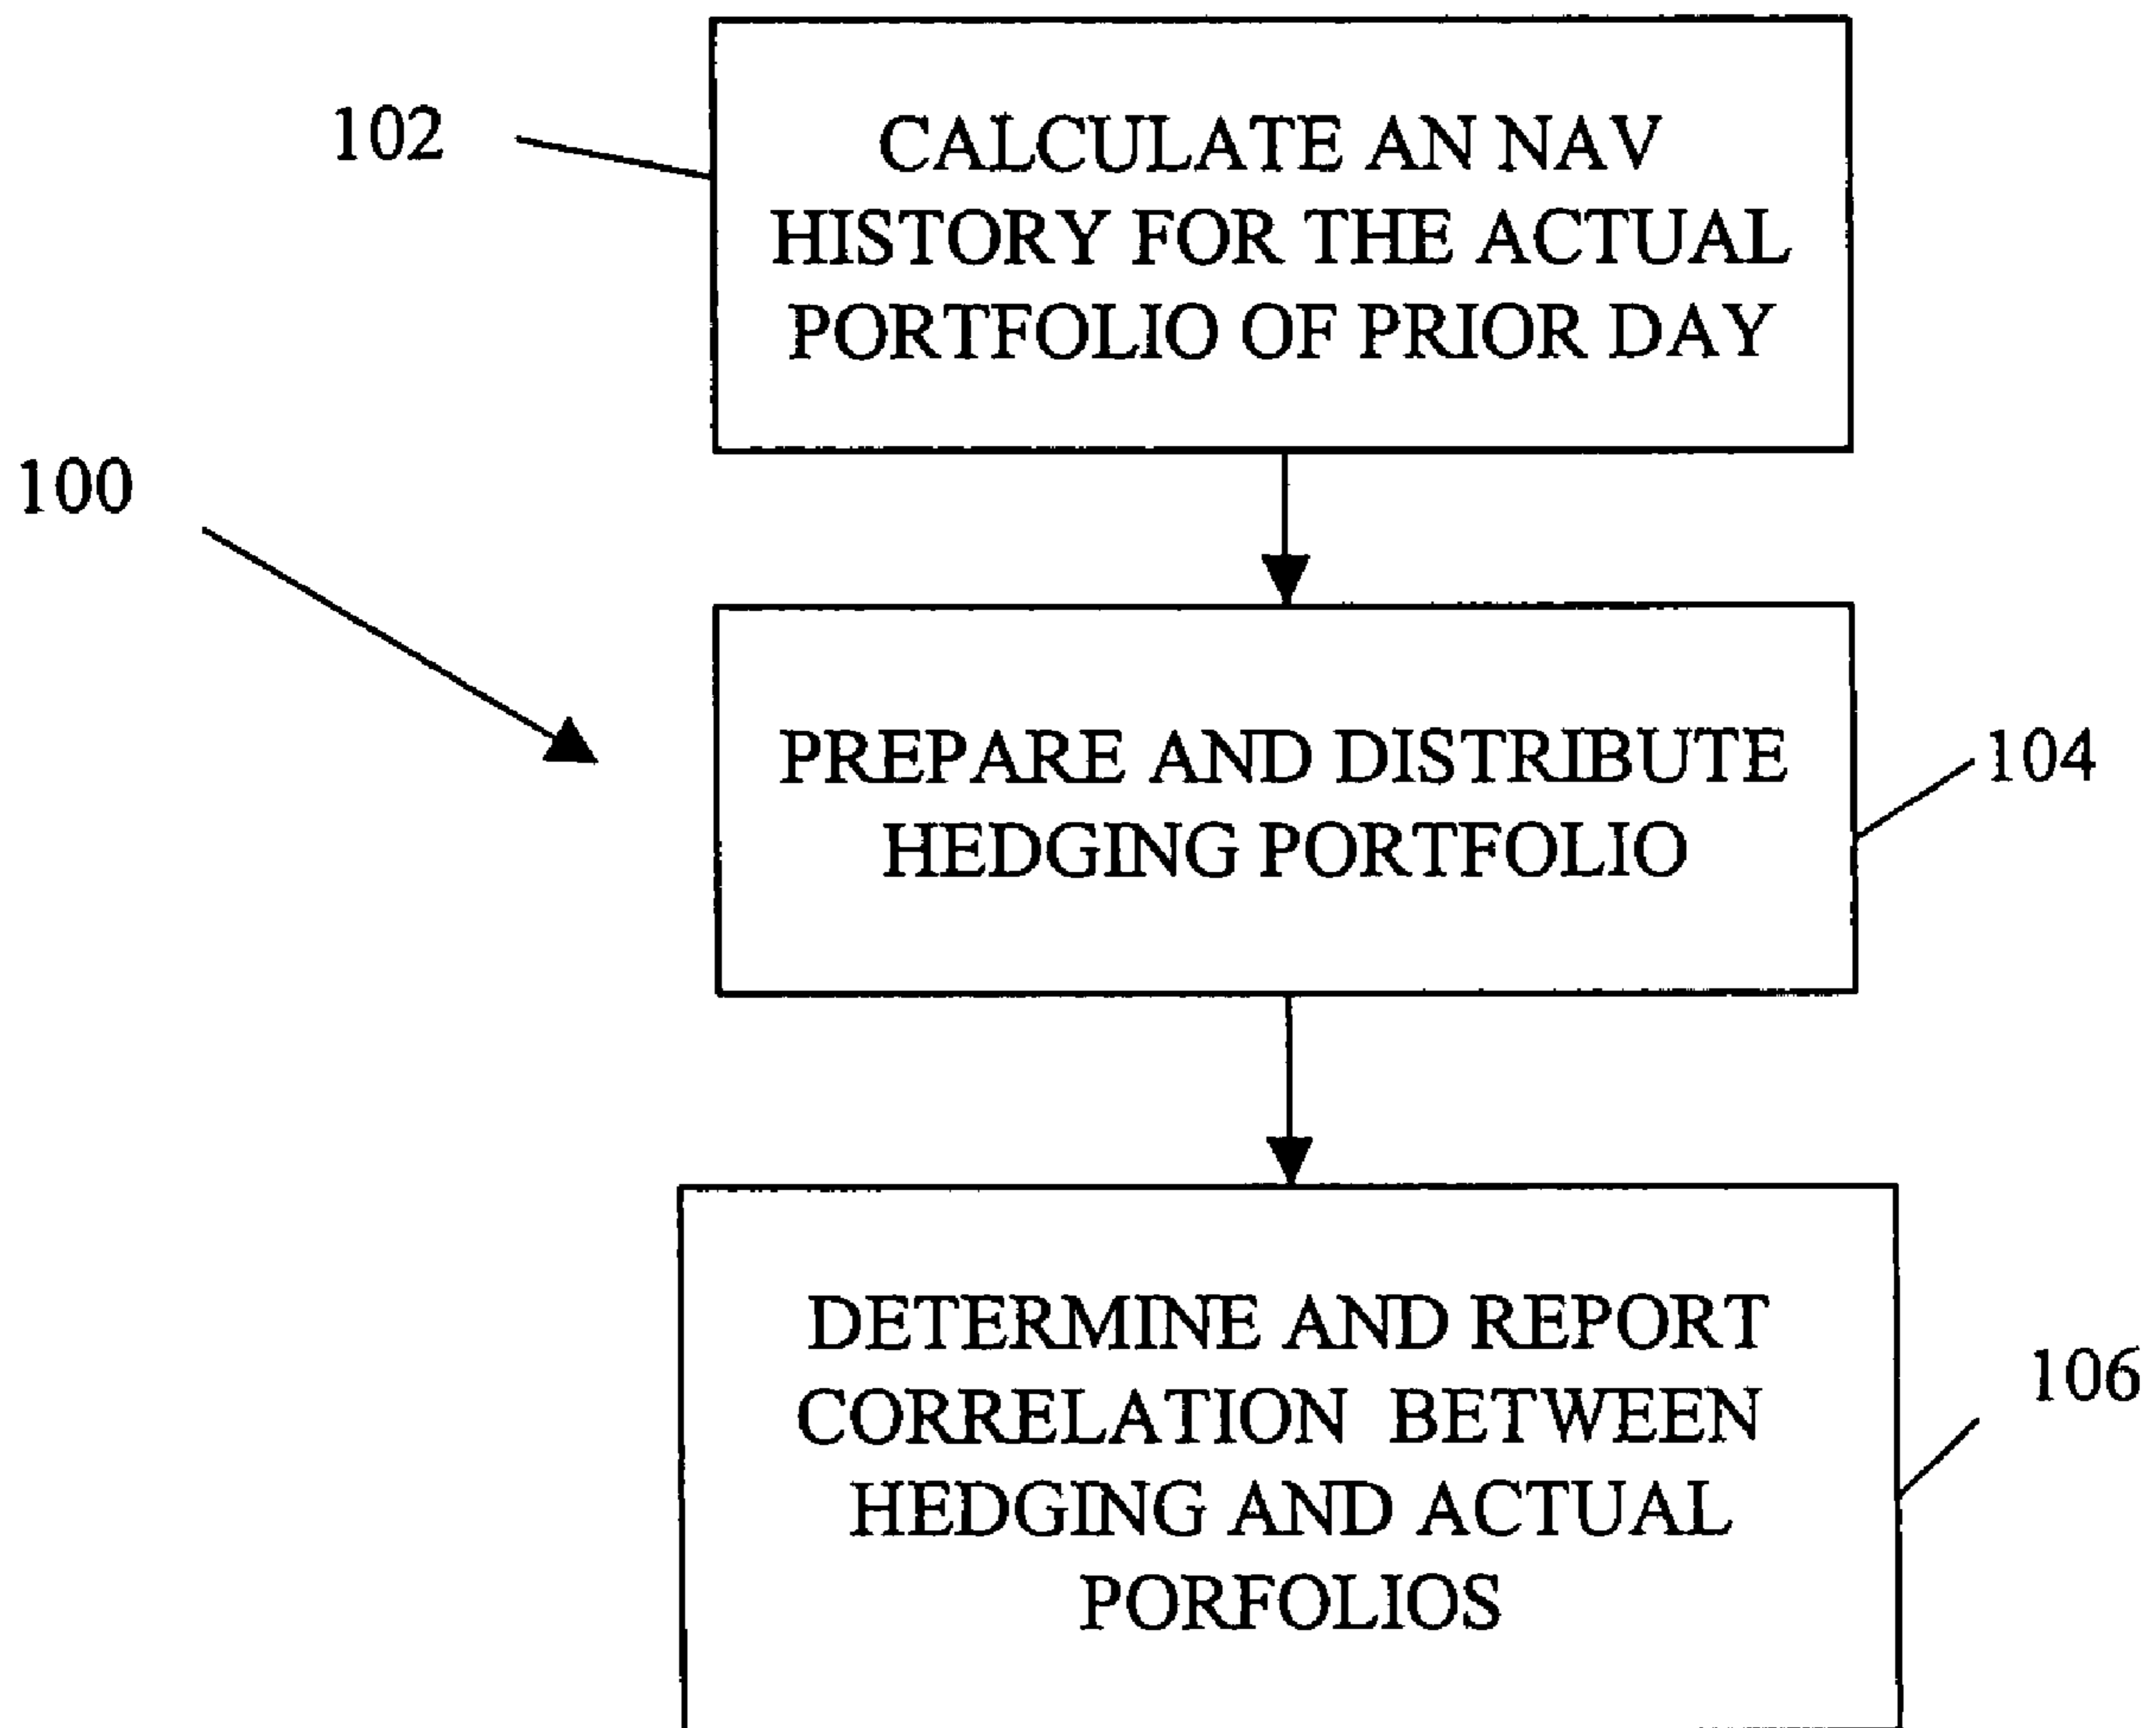 102
CALCULATE AN NAV
HISTORY FOR THE ACTUAL
PORTFOLIO OF PRIOR DAY
100
PREPARE AND DISTRIBUTE
HEDGING PORTFOLIO
104
DETERMINE AND REPORT
CORRELATION BETWEEN
HEDGING AND ACTUAL
PORFOLIOS
106